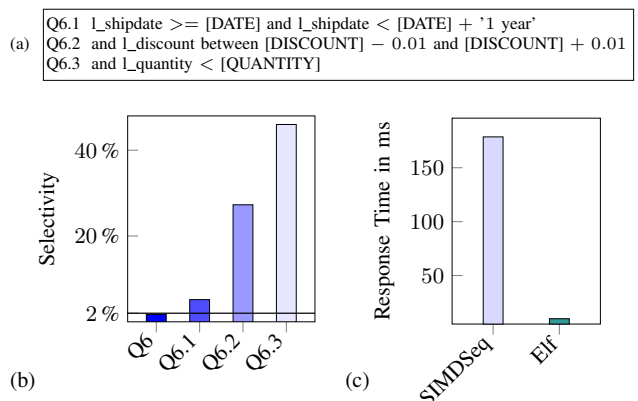 (a)
Q6.1 l_shipdate >= [DATE] and l_shipdate < [DATE] + '1 year'
Q6.2 and l_discount between [DISCOUNT] − 0.01 and [DISCOUNT] + 0.01
Q6.3 and l_quantity < [QUANTITY]
(b)
Selectivity
40 %
20 %
2 %
Q6
Q6.1
Q6.2
Q6.3
(c)
Response Time in ms
150
100
50
SIMDSeq
Elf